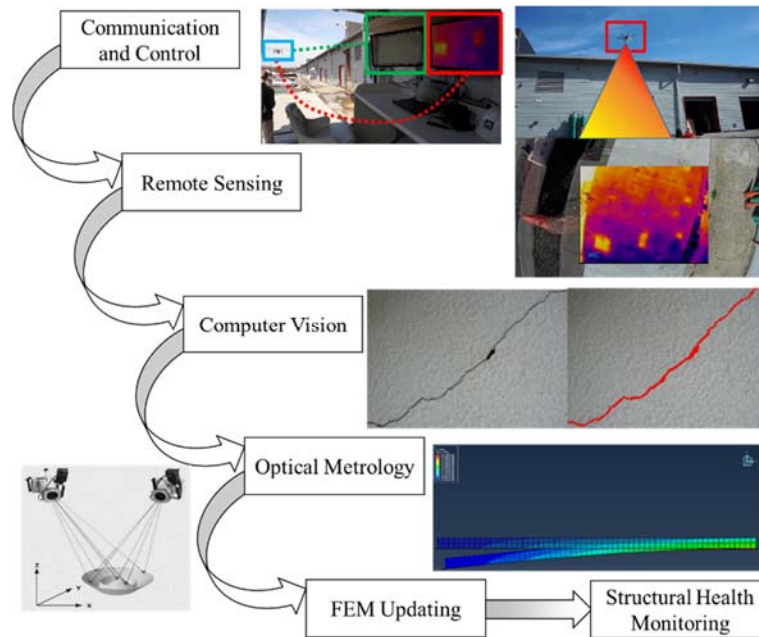 Communication
and Control
Remote Sensing
Computer Vision
Optical Metrology
Z
Y
X
FEM Updating
Structural Health
Monitoring